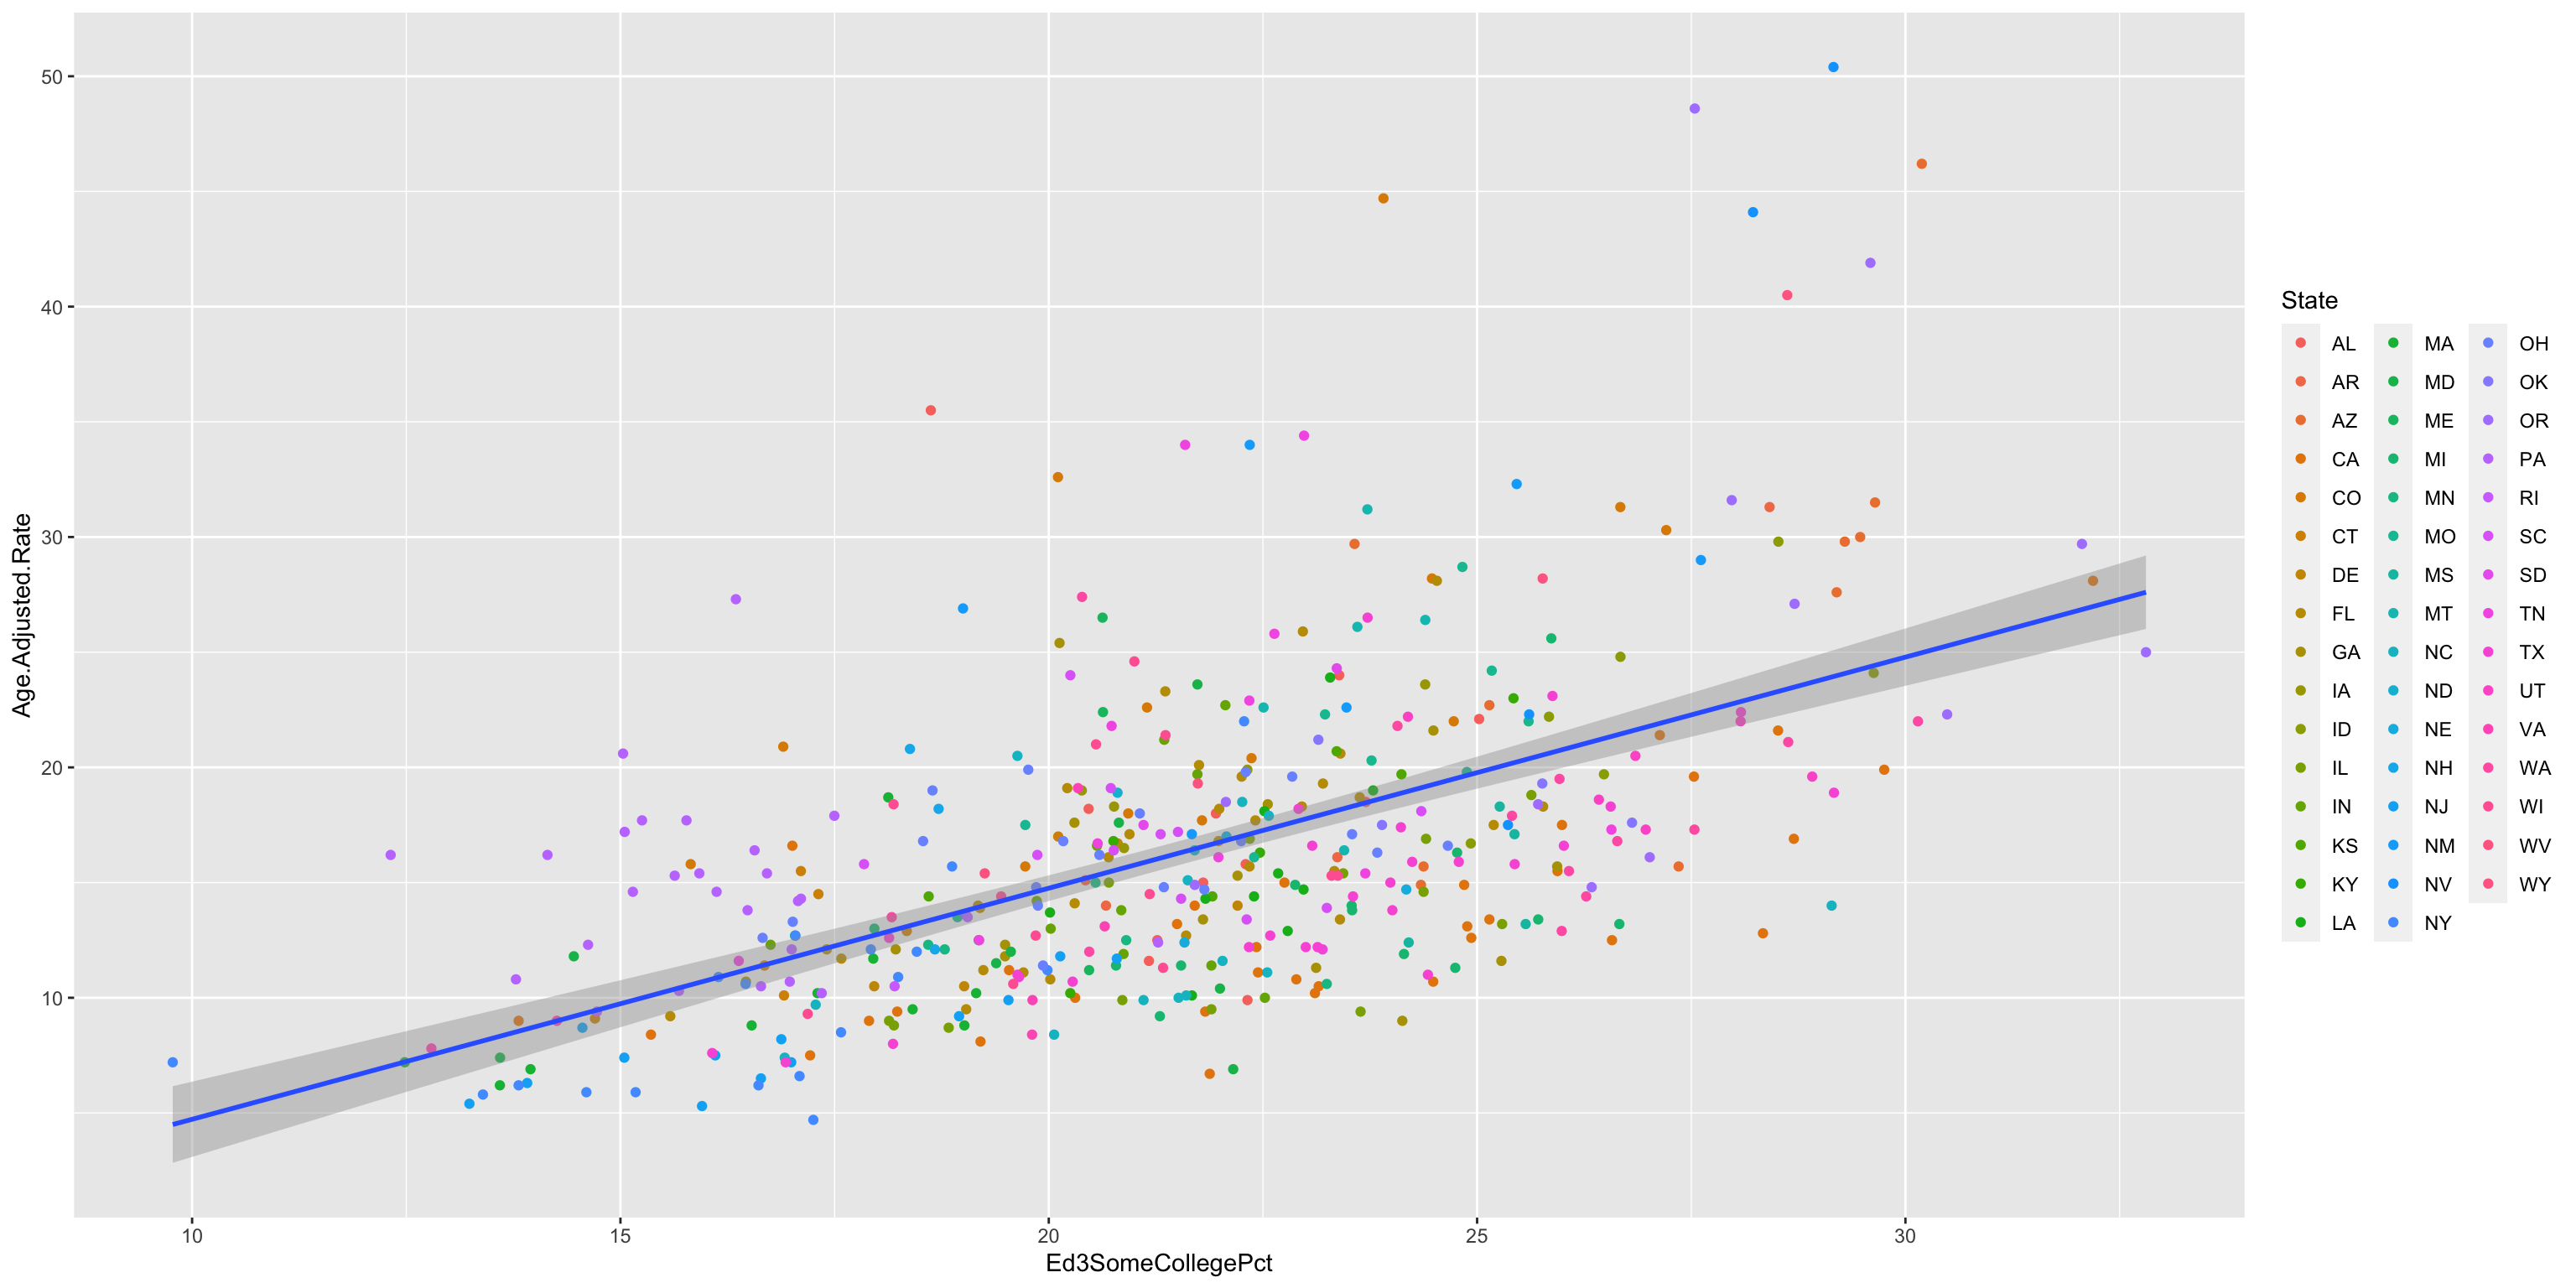 Age.Adjusted.Rate
50
40
30
20
10
10 15 20 25 30
Ed3SomeCollegePct
State
AL MA OH
AR MD OK
AZ ME OR
CA MI PA
CO MN RI
CT MO SC
DE MS SD
FL MT TN
GA NC TX
IA ND UT
ID NE VA
IL NH WA
IN NJ WI
KS NM WV
KY NV WY
LA NY